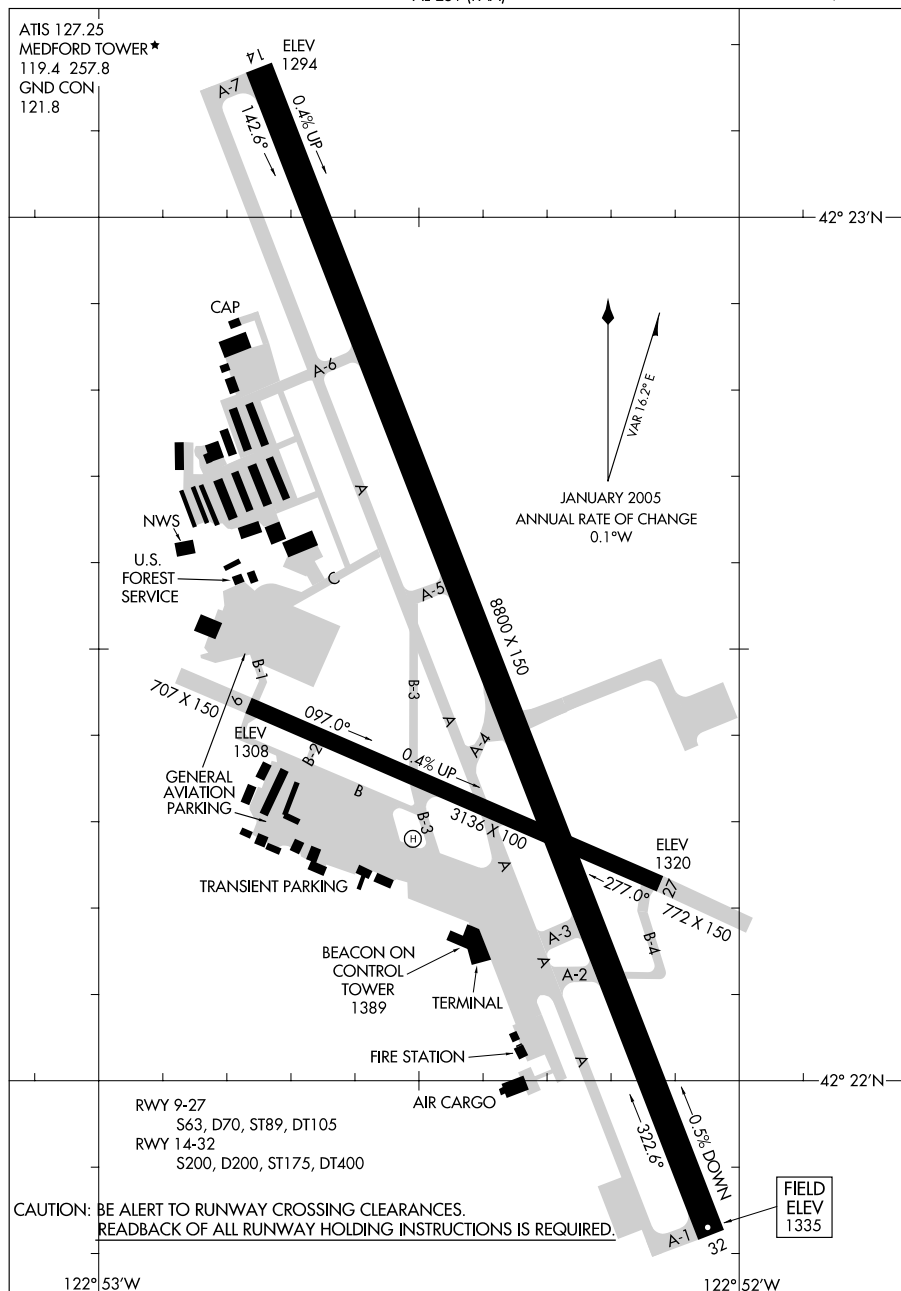 ATIS 127.25
MEDFORD TOWER★
119.4 257.8
GND CON
121.8
14
ELEV
1294
A-7
142.6°
0.4% UP
42° 23'N
CAP
A-6
VAR 16.2° E
JANUARY 2005
ANNUAL RATE OF CHANGE
0.1°W
A
NWS
U.S.
FOREST
SERVICE
C
A-5
8800 X 150
B-1
B-3
707 X 150
9
097.0°
A
A-4
ELEV
1308
B-2
0.4% UP
GENERAL
AVIATION
PARKING
B
B-3
3136 X 100
H
A
ELEV
1320
27
277.0°
772 X 150
TRANSIENT PARKING
A-3
B-4
BEACON ON
CONTROL
TOWER
1389
TERMINAL
A
A-2
FIRE STATION
A
42° 22'N
AIR CARGO
RWY 9-27
S63, D70, ST89, DT105
RWY 14-32
S200, D200, ST175, DT400
322.6°
0.5% DOWN
CAUTION: BE ALERT TO RUNWAY CROSSING CLEARANCES.
READBACK OF ALL RUNWAY HOLDING INSTRUCTIONS IS REQUIRED.
FIELD
ELEV
1335
A-1
32
122° 53'W
122° 52'W